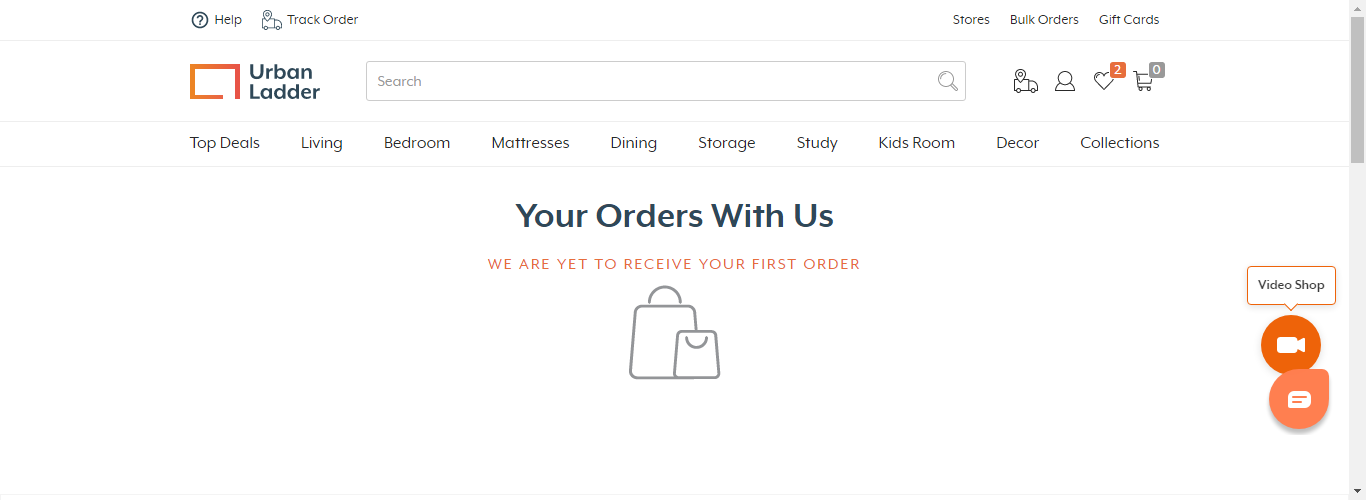 Help Track Order Stores Bulk Orders Gift Cards
Urban
Ladder
Search
2
0
Top Deals Living Bedroom Mattresses Dining Storage Study Kids Room Decor Collections
Your Orders With Us
WE ARE YET TO RECEIVE YOUR FIRST ORDER
Video Shop